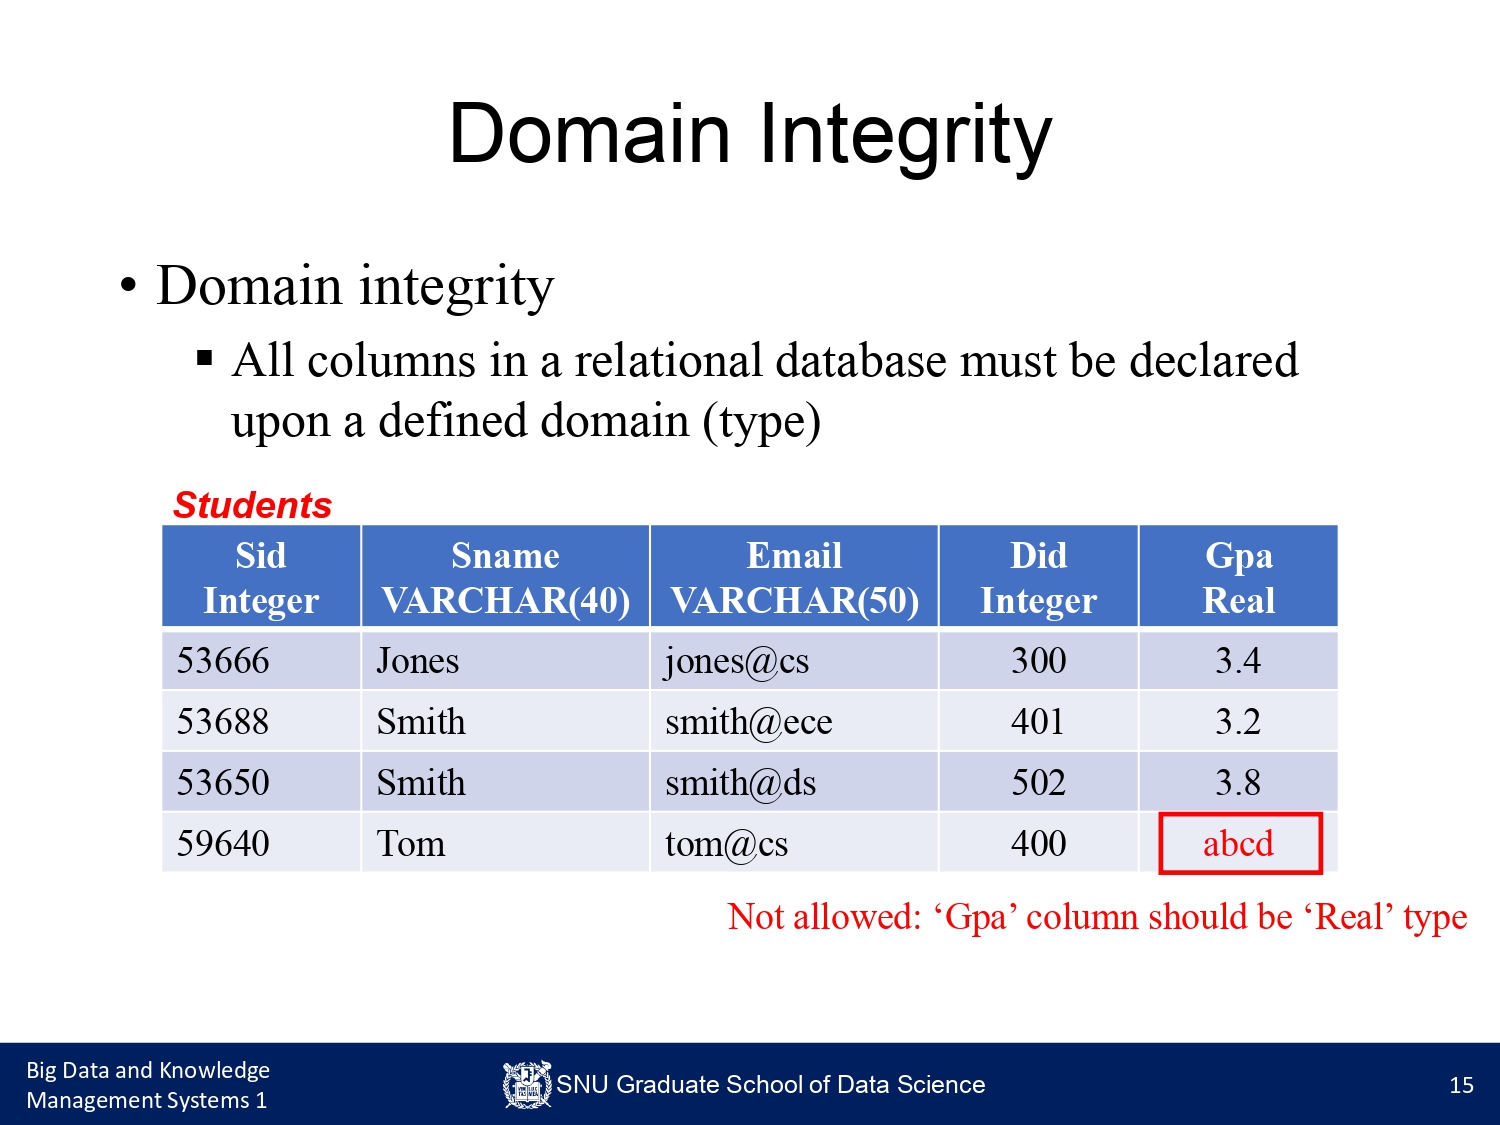 Domain Integrity
• Domain integrity
▪ All columns in a relational database must be declared
upon a defined domain (type)
Students
Sid Sname Email Did Gpa
Integer VARCHAR(40) VARCHAR(50) Integer Real
53666 Jones jones@cs 300 3.4
53688 Smith smith@ece 401 3.2
53650 Smith smith@ds 502 3.8
59640 Tom tom@cs 400 abcd
Not allowed: ‘Gpa’ column should be ‘Real’ type
Big Data and Knowledge
Management Systems 1
SNU Graduate School of Data Science
15